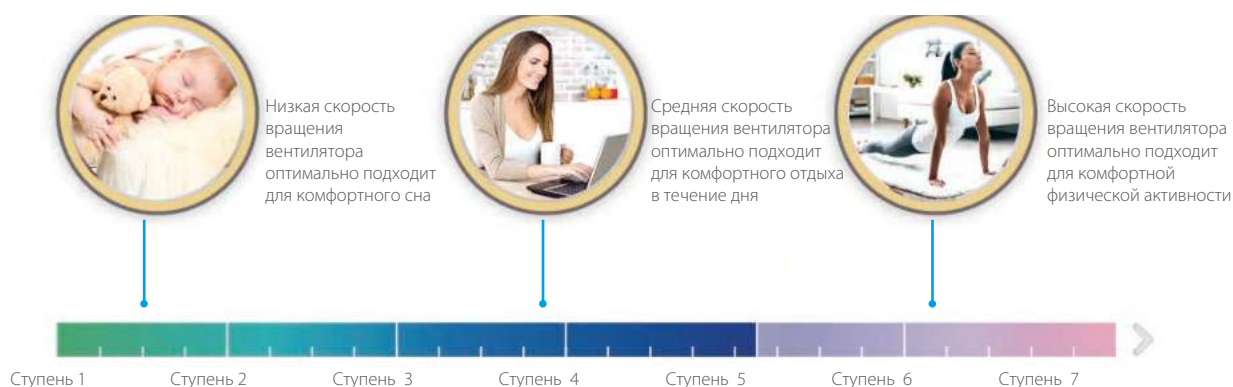 Низкая скорость
вращения
вентилятора
оптимально подходит
для комфортного сна
Средняя скорость
вращения вентилятора
оптимально подходит
для комфортного отдыха
в течение дня
Высокая скорость
вращения вентилятора
оптимально подходит
для комфортной
физической активности
Ступень 1 Ступень 2 Ступень 3 Ступень 4 Ступень 5 Ступень 6 Ступень 7